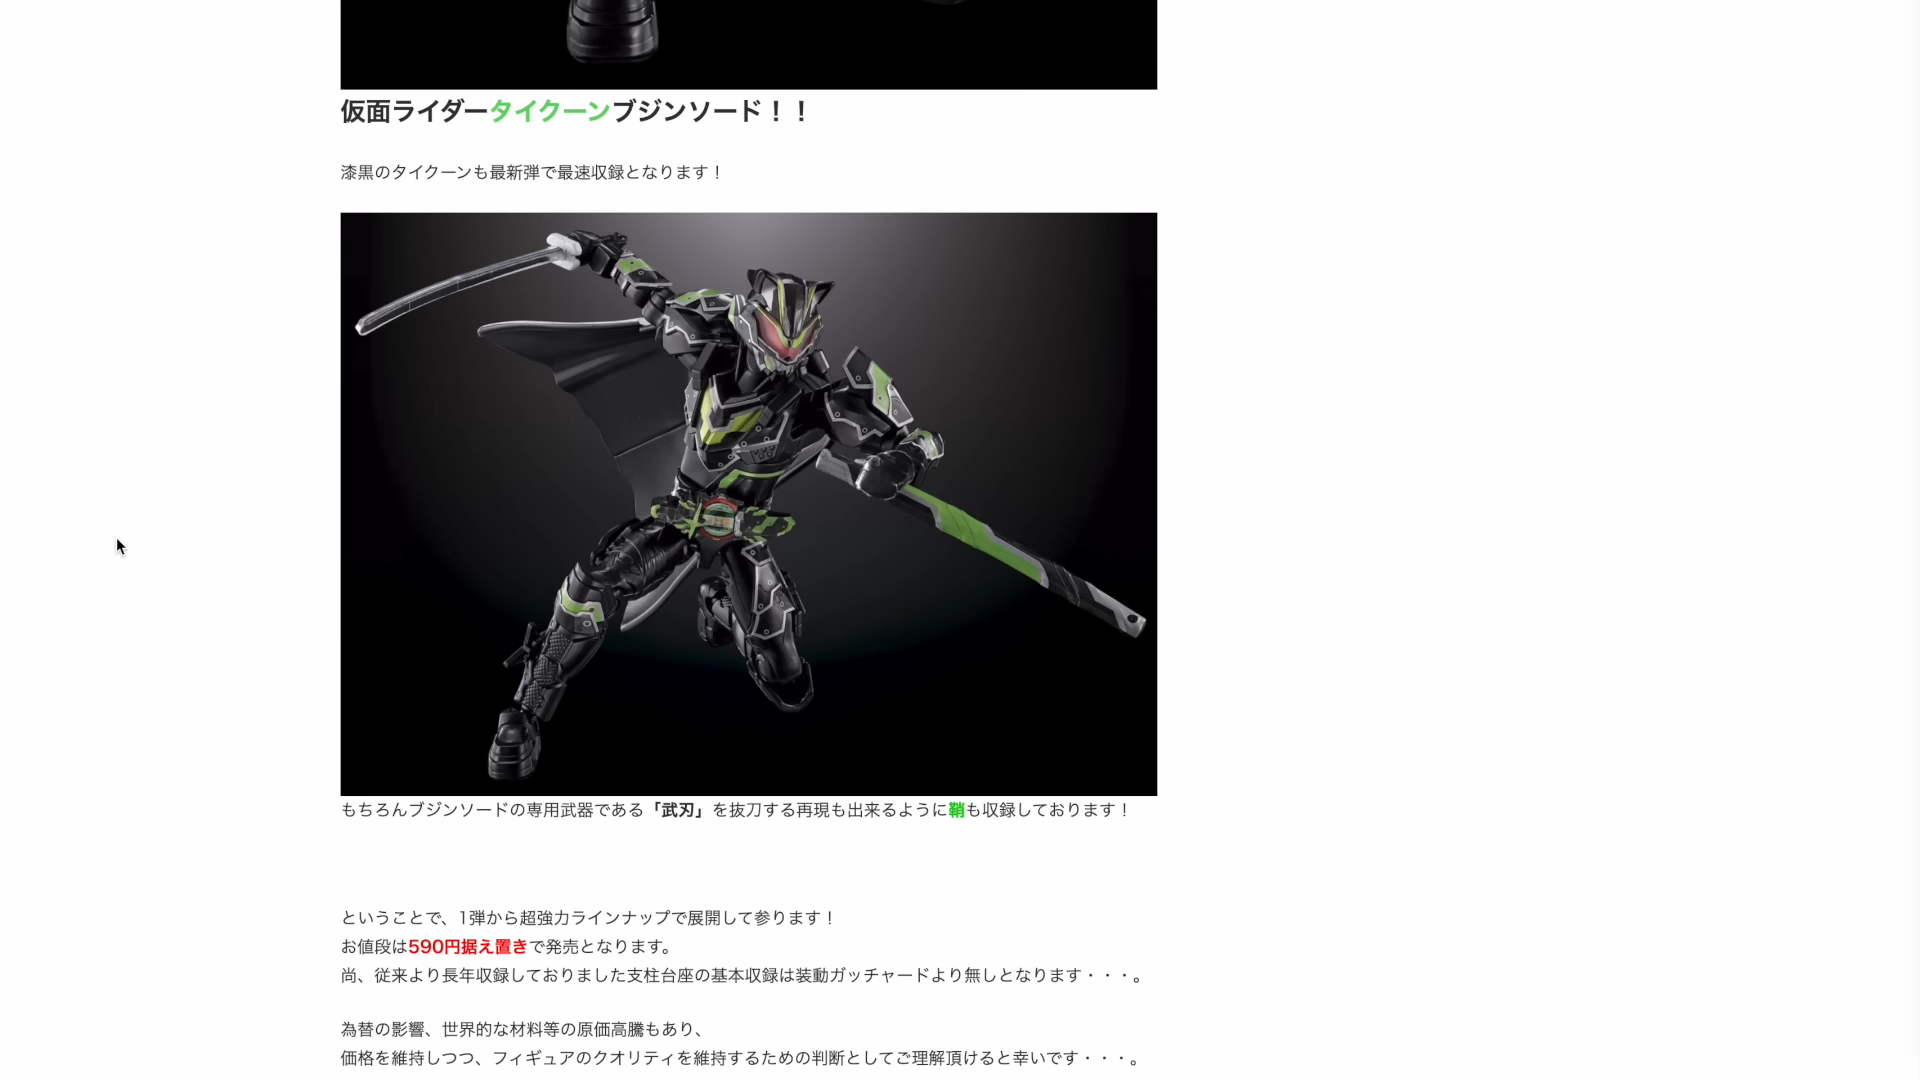 仮面ライダータイクーンブジンソード！！
漆黒のタイクーンも最新弾で最速収録となります！
もちろんブジンソードの専用武器である「武刃」を抜刀する再現も出来るように鞘も収録しております！
ということで、1弾から超強力ラインナップで展開して参ります！
お値段は590円据え置きで発売となります。
尚、従来より長年収録しておりました支柱台座の基本収録は装動ガッチャードより無しとなります・・・。
為替の影響、世界的な材料等の原価高騰もあり、
価格を維持しつつ、フィギュアのクオリティを維持するための判断としてご理解頂けると幸いです・・・。